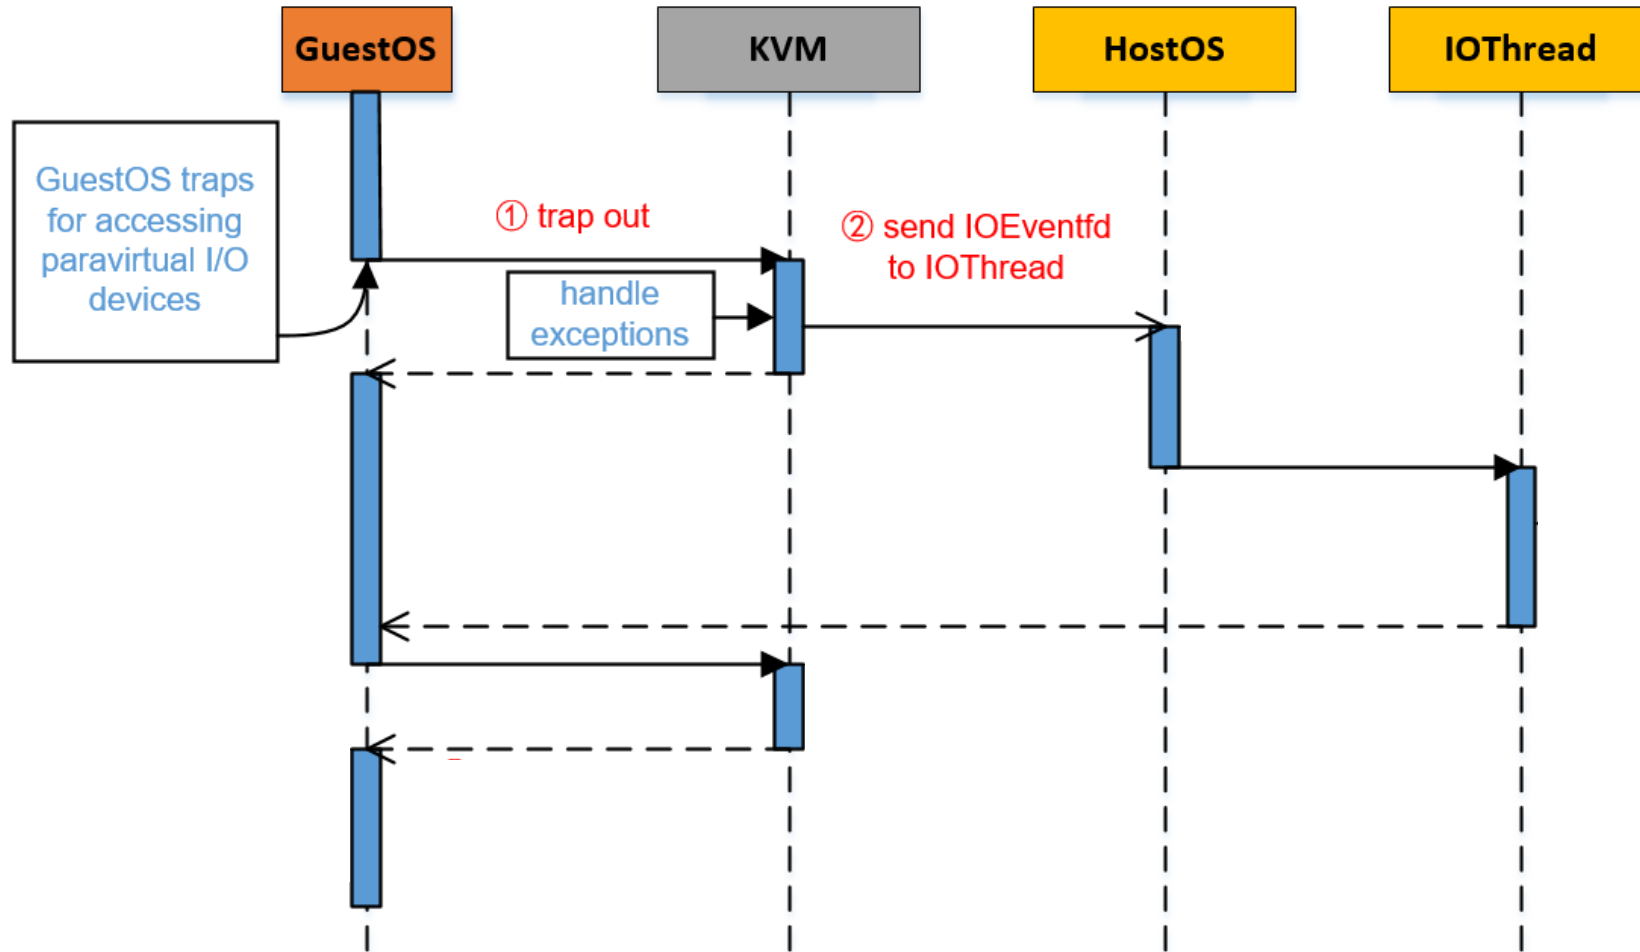 GuestOS
KVM
HostOS
IOThread
GuestOS traps
for accessing
paravirtual I/O
devices
① trap out
② send IOEventfd
to IOThread
handle
exceptions